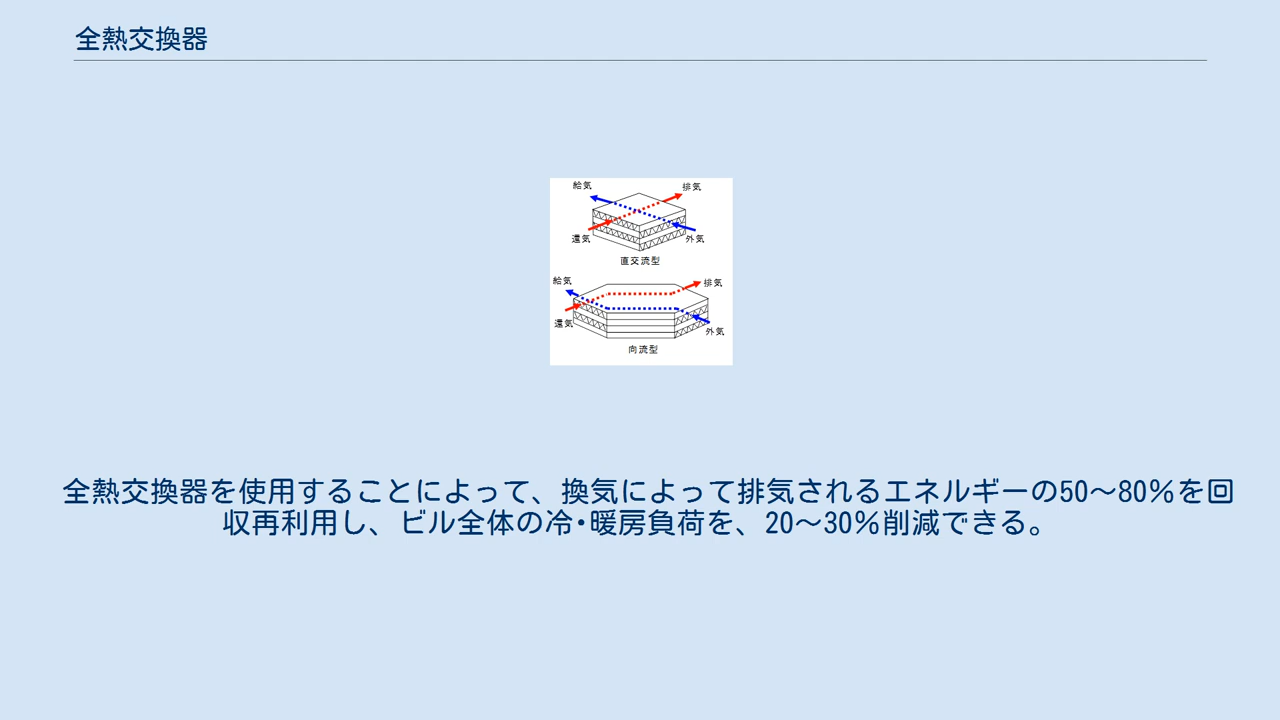 全熱交換器
給気
排気
還気
外気
直交流型
給気
排気
還気
外気
向流型
全熱交換器を使用することによって、換気によって排気されるエネルギーの50～80％を回
収再利用し、ビル全体の冷･暖房負荷を、20～30％削減できる。